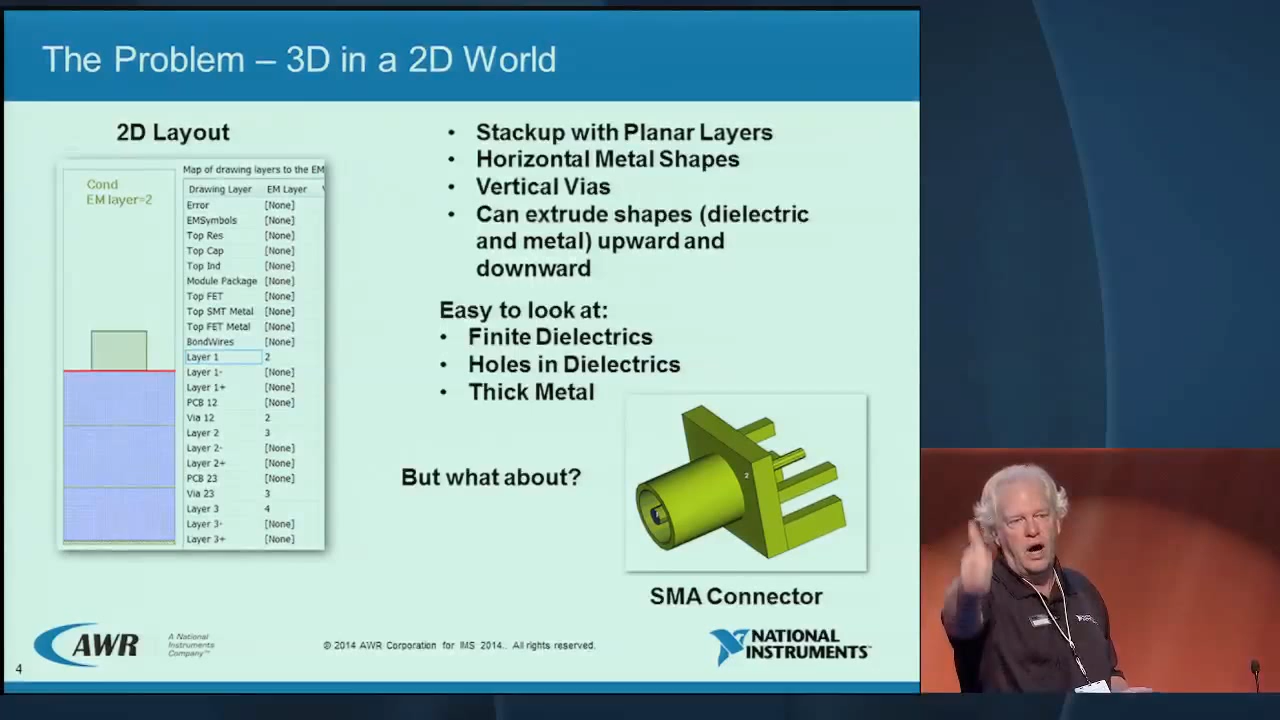 The Problem – 3D in a 2D World
2D Layout
Cond
EM layer=2
Map of drawing layers to the EM
Drawing Layer EM Layer
Error [None]
EMSymbols [None]
Top Res [None]
Top Cap [None]
Top Ind [None]
Module Package [None]
Top FET [None]
Top SMT Metal [None]
Top FET Metal [None]
BondWires [None]
Layer 1 2
Layer 1- [None]
Layer 1+ [None]
PCB 12 [None]
Via 12 2
Layer 2 3
Layer 2- [None]
Layer 2+ [None]
PCB 23 [None]
Via 23 3
Layer 3 4
Layer 3- [None]
Layer 3+ [None]
• Stackup with Planar Layers
• Horizontal Metal Shapes
• Vertical Vias
• Can extrude shapes (dielectric
and metal) upward and
downward
Easy to look at:
• Finite Dielectrics
• Holes in Dielectrics
• Thick Metal
But what about?
2
SMA Connector
AWR
A National
Instruments
Company™
© 2014 AWR Corporation for IMS 2014.. All rights reserved.
NATIONAL
INSTRUMENTS™
4